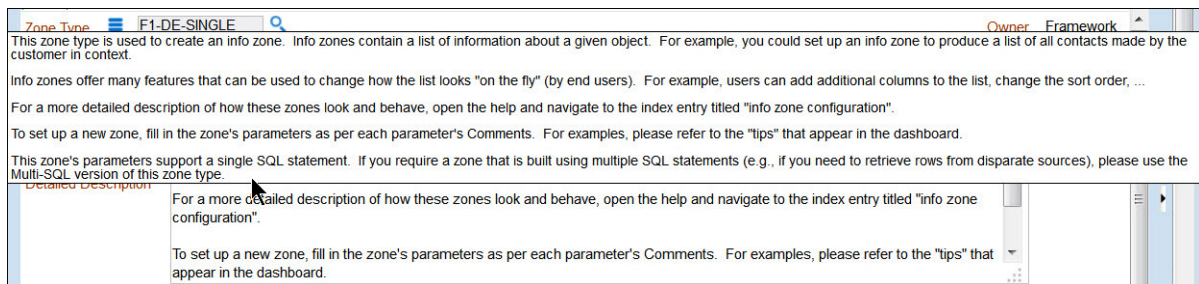 Zone Type F1-DE-SINGLE Owner Framework
This zone type is used to create an info zone.  Info zones contain a list of information about a given object.  For example, you could set up an info zone to produce a list of all contacts made by the
customer in context.
Info zones offer many features that can be used to change how the list looks "on the fly" (by end users).  For example, users can add additional columns to the list, change the sort order, ...
For a more detailed description of how these zones look and behave, open the help and navigate to the index entry titled "info zone configuration".
To set up a new zone, fill in the zone's parameters as per each parameter's Comments.  For examples, please refer to the "tips" that appear in the dashboard.
This zone's parameters support a single SQL statement.  If you require a zone that is built using multiple SQL statements (e.g., if you need to retrieve rows from disparate sources), please use the
Multi-SQL version of this zone type.
Detailed Description
For a more detailed description of how these zones look and behave, open the help and navigate to the index entry titled "info zone
configuration".
To set up a new zone, fill in the zone's parameters as per each parameter's Comments.  For examples, please refer to the "tips" that
appear in the dashboard.